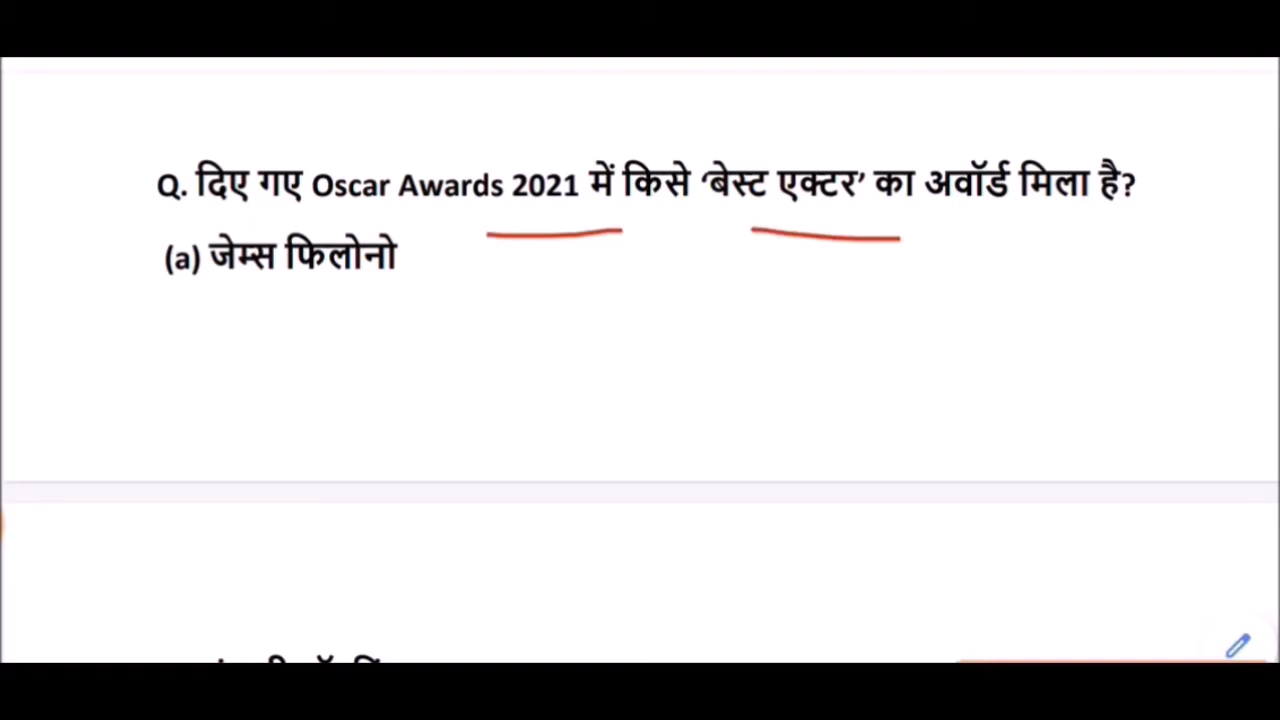 Q. दिए गए Oscar Awards 2021 में किसे ‘बेस्ट एक्टर’ का अवॉर्ड मिला है?
(a) जेम्स फिलोनो